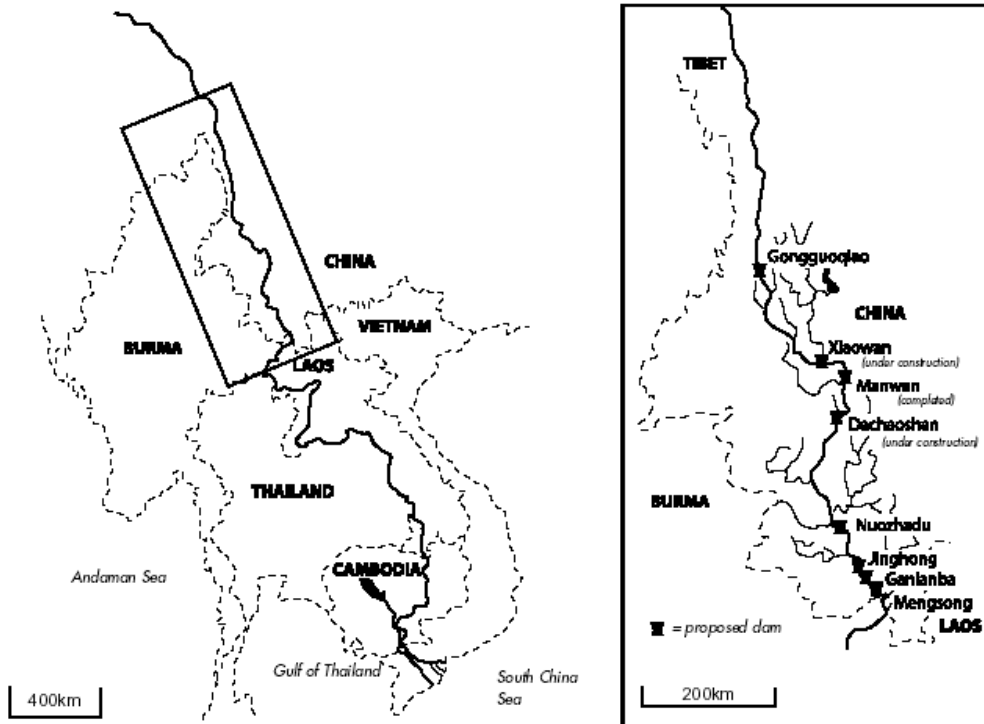 CHINA
VIETNAM
BURMA
LAOS
THAILAND
CAMBODIA
Andaman Sea
Gulf of Thailand
South China
Sea
400km
TIBET
Gongguoqiao
CHINA
Xiaowan
(under construction)
Manwan
(completed)
Dachaoshan
(under construction)
BURMA
Nuozhadu
Jinghong
Ganlanba
Mengsong
LAOS
= proposed dam
200km